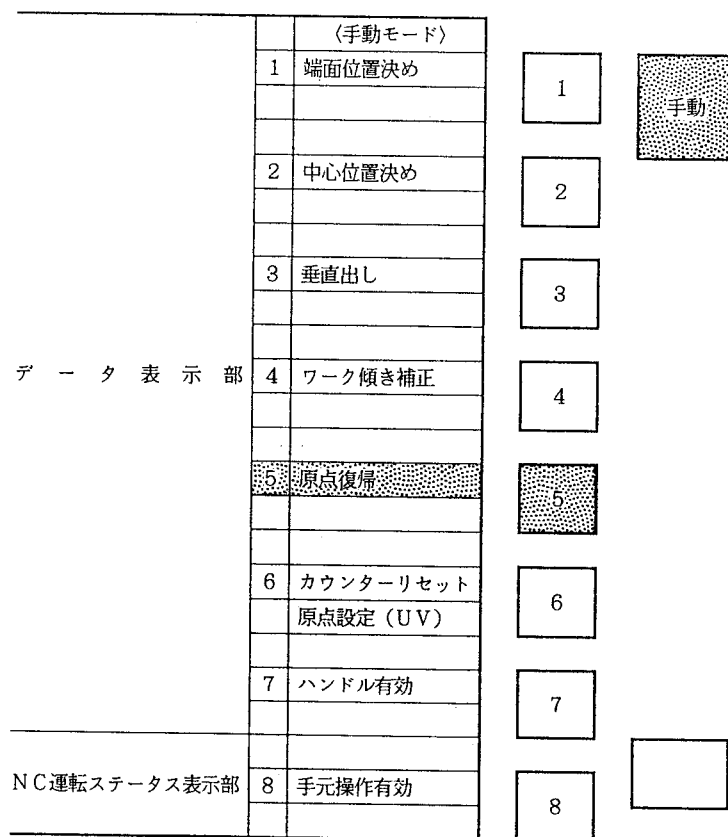 〈手動モード〉
1 端面位置決め
2 中心位置決め
3 垂直出し
データ表示部 4 ワーク傾き補正
5 原点復帰
6 カウンターリセット
原点設定（UV）
7 ハンドル有効
NC運転ステータス表示部 8 手元操作有効
1
手動
2
3
4
5
6
7
8